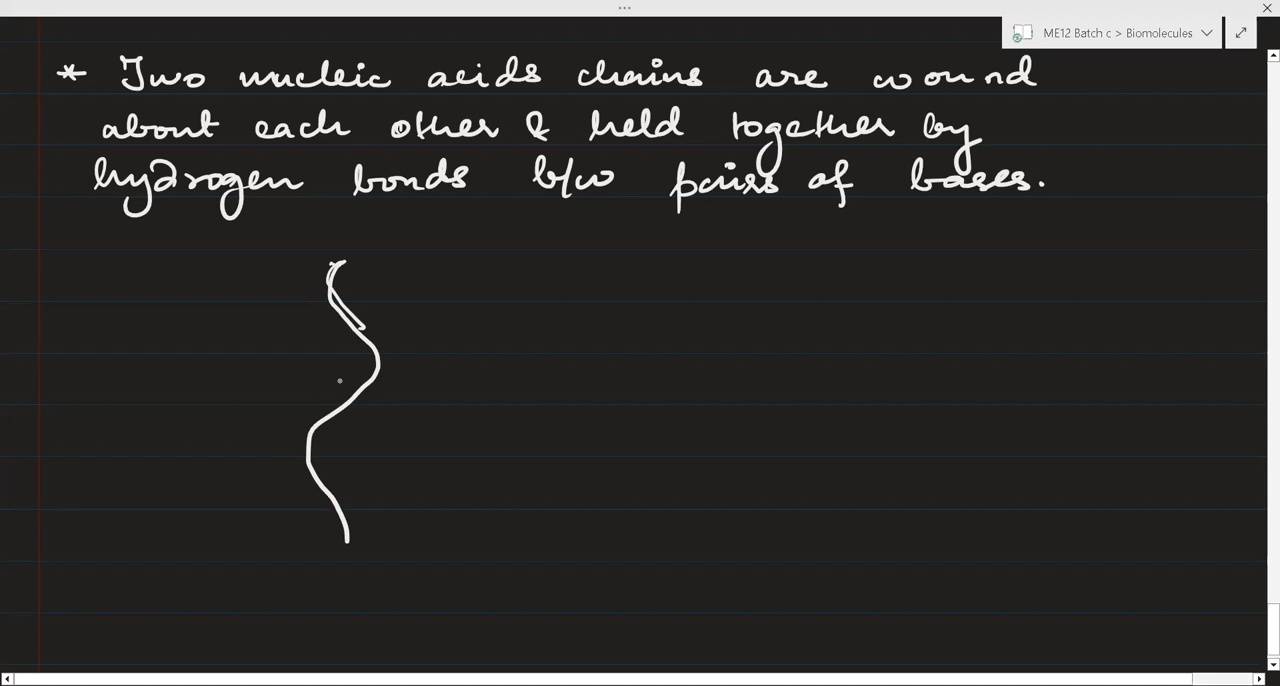 ME12 Batch c > Biomolecules
* Two nucleic acids chains are wound
about each other & held together by
hydrogen bonds b/w pairs of bases.